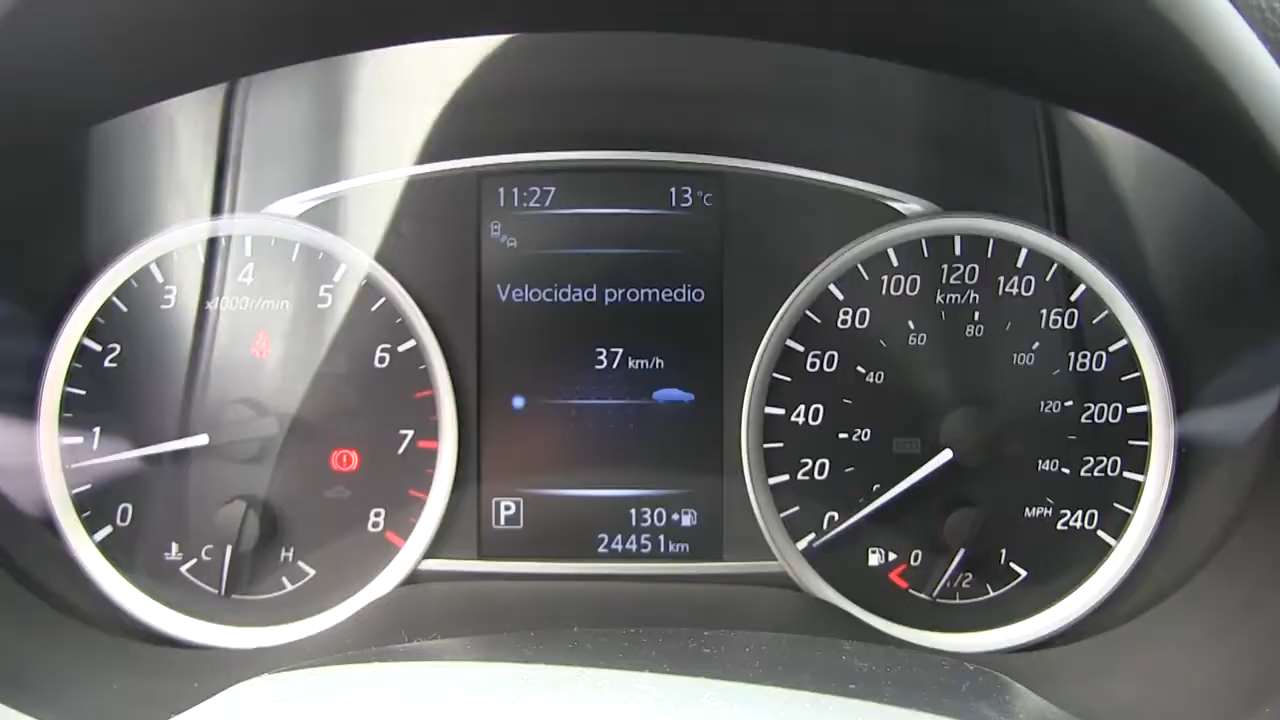 11:27 13°C
Velocidad promedio
37 km/h
P
130
24451 km
0 1 2 3 4 5 6 7 8
x1000r/min
C H
0 20 40 60 80 100 120 140 160 180 200 220 240
km/h
20 40 60 80 100 120 140
MPH
0 1/2 1